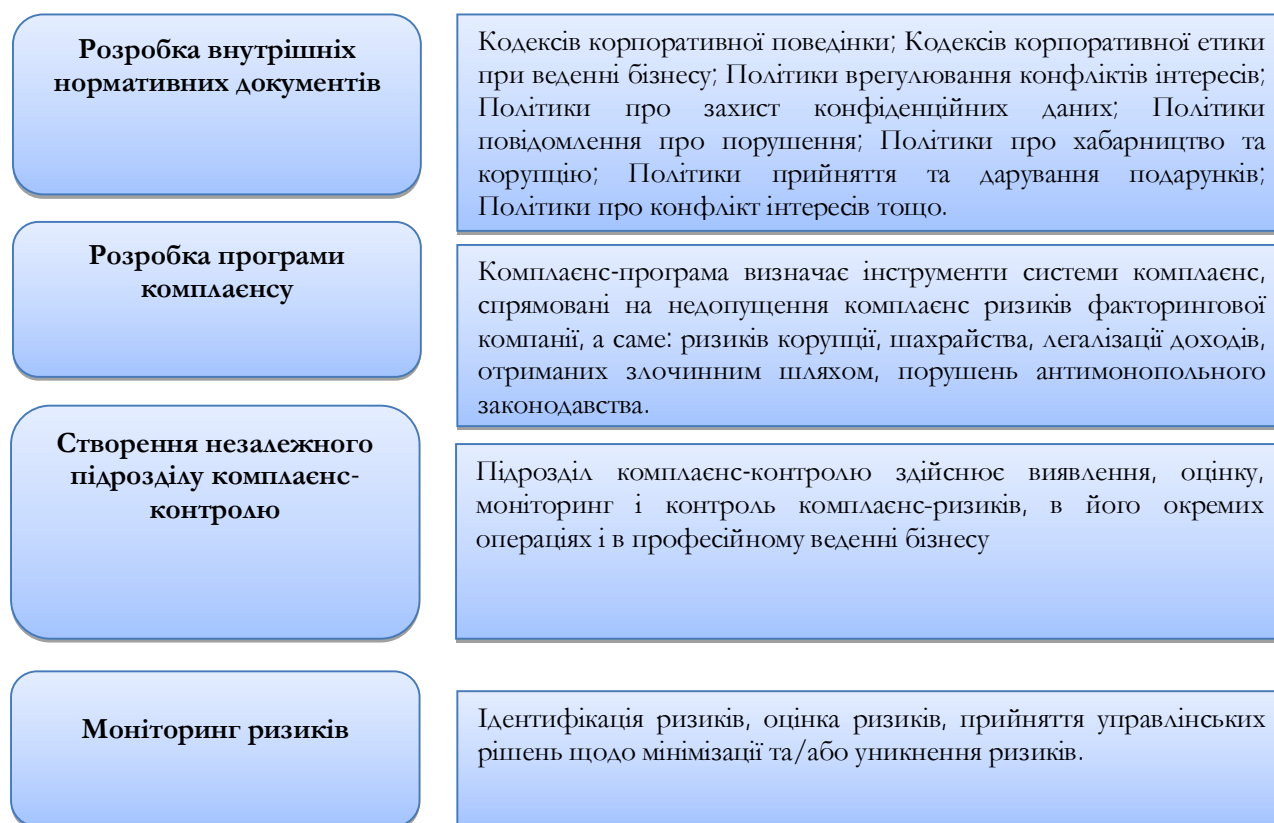 Розробка внутрішніх
нормативних документів
Кодексів корпоративної поведінки; Кодексів корпоративної етики
при веденні бізнесу; Політики врегулювання конфліктів інтересів;
Політики про захист конфіденційних даних; Політики
повідомлення про порушення; Політики про хабарництво та
корупцію; Політики прийняття та дарування подарунків;
Політики про конфлікт інтересів тощо.
Розробка програми
комплаєнсу
Комплаєнс-програма визначає інструменти системи комплаєнс,
спрямовані на недопущення комплаєнс ризиків факторингової
компанії, а саме: ризиків корупції, шахрайства, легалізації доходів,
отриманих злочинним шляхом, порушень антимонопольного
законодавства.
Створення незалежного
підрозділу комплаєнс-
контролю
Підрозділ комплаєнс-контролю здійснює виявлення, оцінку,
моніторинг і контроль комплаєнс-ризиків, в його окремих
операціях і в професійному веденні бізнесу
Моніторинг ризиків
Ідентифікація ризиків, оцінка ризиків, прийняття управлінських
рішень щодо мінімізації та/або уникнення ризиків.